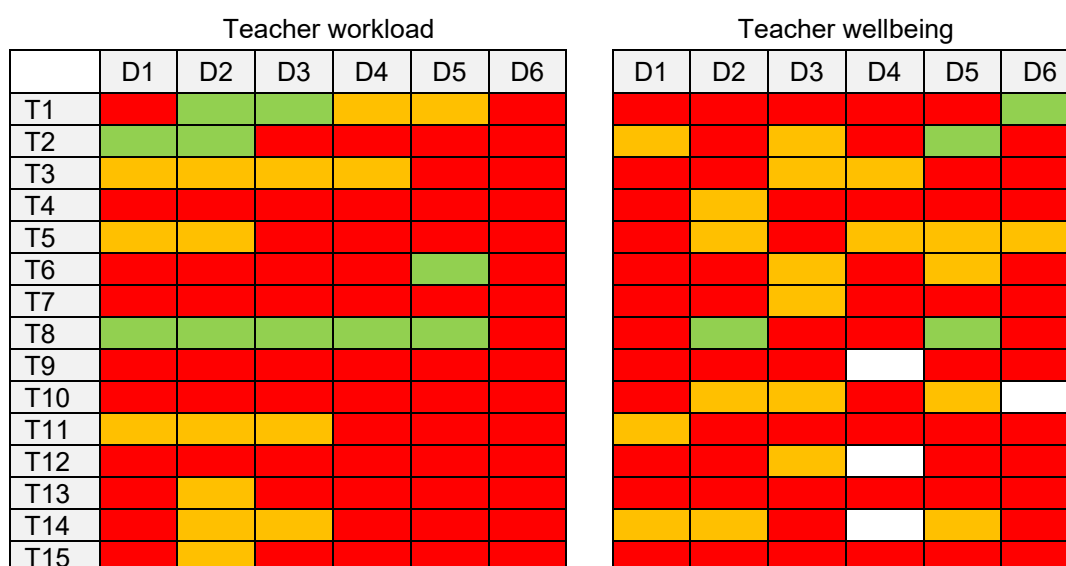 Teacher workload Teacher wellbeing
D1 D2 D3 D4 D5 D6 D1 D2 D3 D4 D5 D6
T1
T2
T3
T4
T5
T6
T7
T8
T9
T10
T11
T12
T13
T14
T15